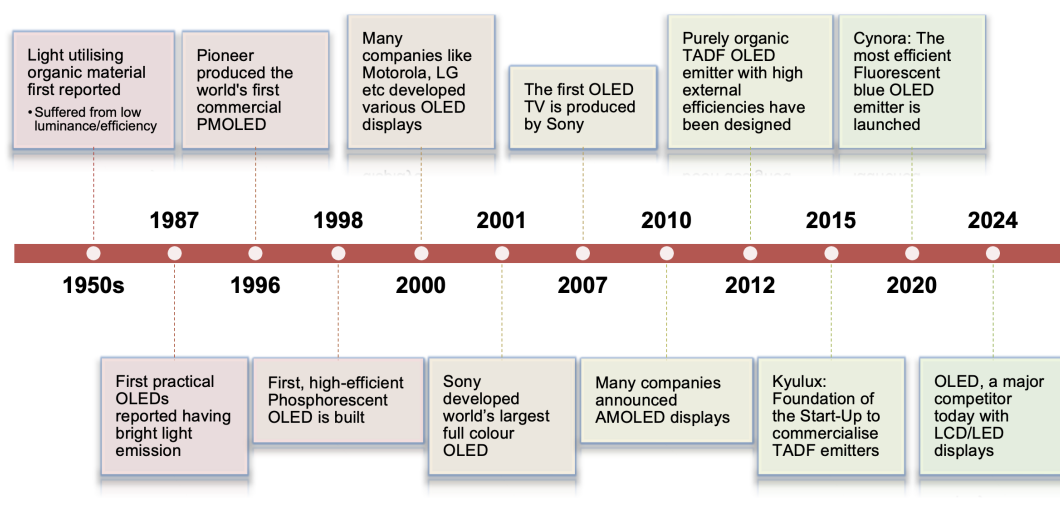 Light utilising
organic material
first reported
•Suffered from low
luminance/efficiency
Pioneer
produced the
world's first
commercial
PMOLED
Many
companies like
Motorola, LG
etc developed
various OLED
displays
The first OLED
TV is produced
by Sony
Purely organic
TADF OLED
emitter with high
external
efficiencies have
been designed
Cynora: The
most efficient
Fluorescent
blue OLED
emitter is
launched
1987
1998
2001
2010
2015
2024
1950s
1996
2000
2007
2012
2020
First practical
OLEDs
reported having
bright light
emission
First, high-efficient
Phosphorescent
OLED is built
Sony
developed
world's largest
full colour
OLED
Many companies
announced
AMOLED displays
Kyulux:
Foundation of
the Start-Up to
commercialise
TADF emitters
OLED, a major
competitor
today with
LCD/LED
displays